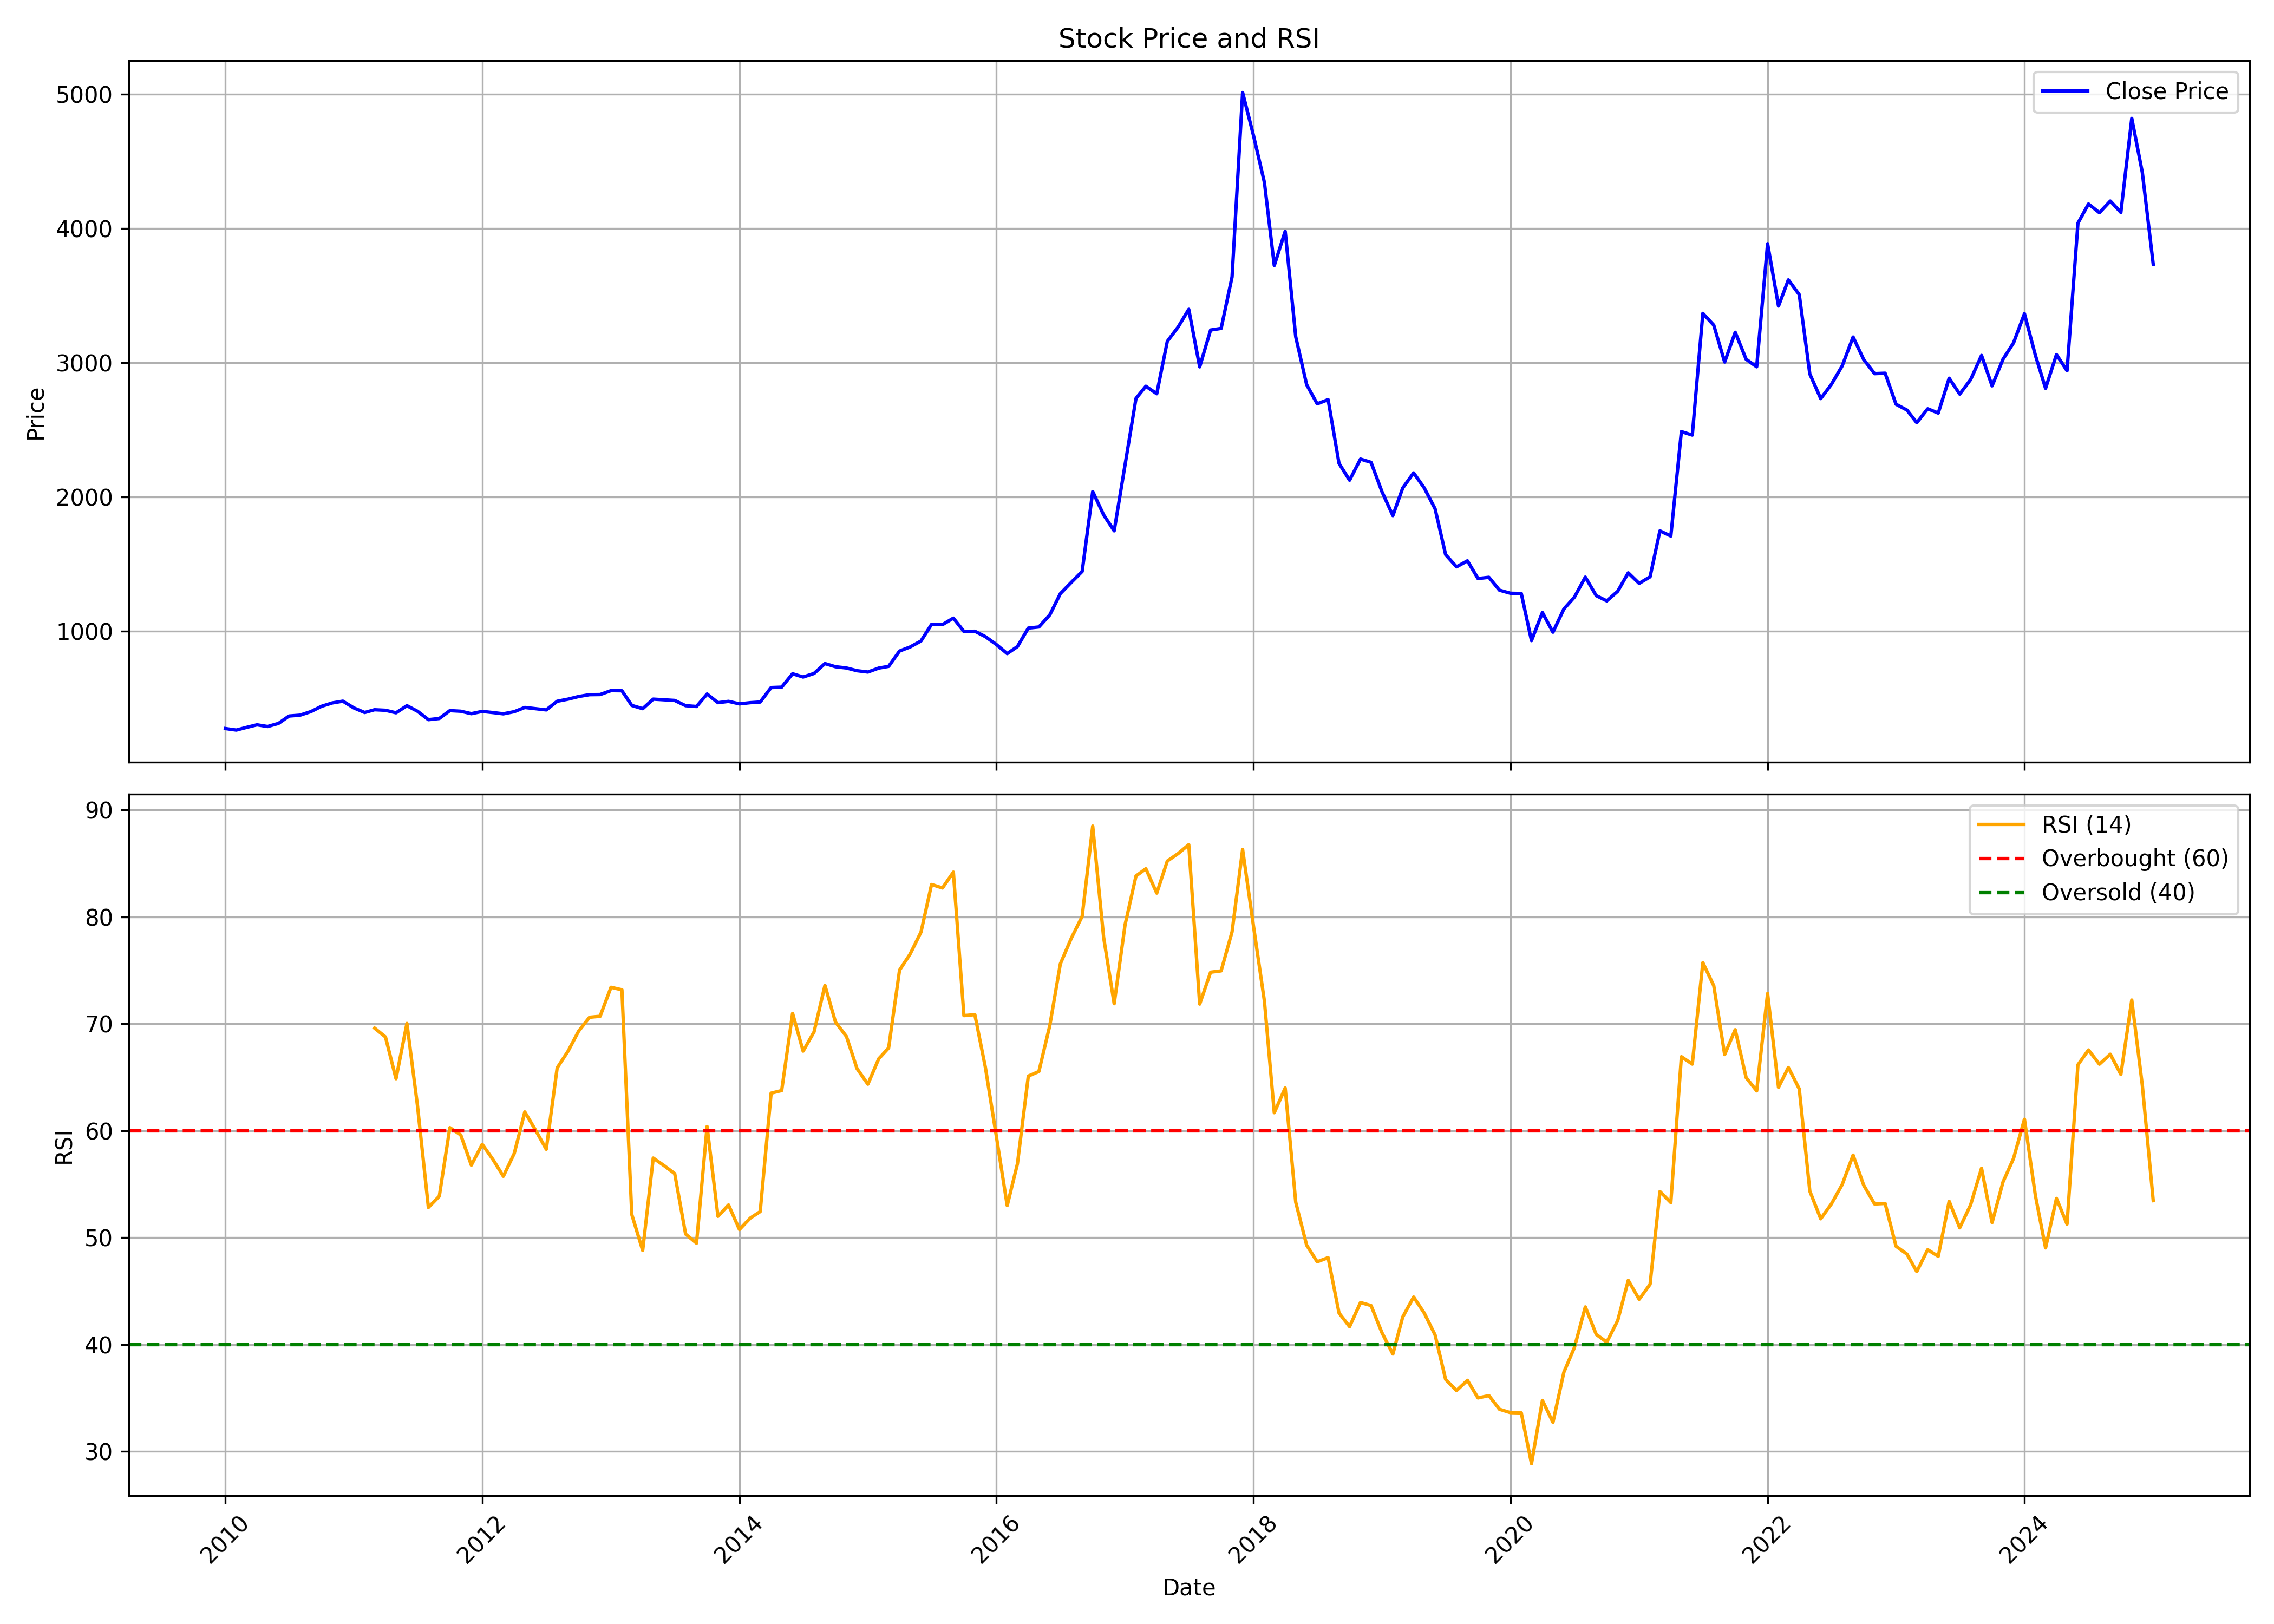 Stock Price and RSI
5000
4000
3000
2000
1000
Price
Close Price
90
80
70
60
50
40
30
RSI
RSI (14)
Overbought (60)
Oversold (40)
2010
2012
2014
2016
2018
2020
2022
2024
Date